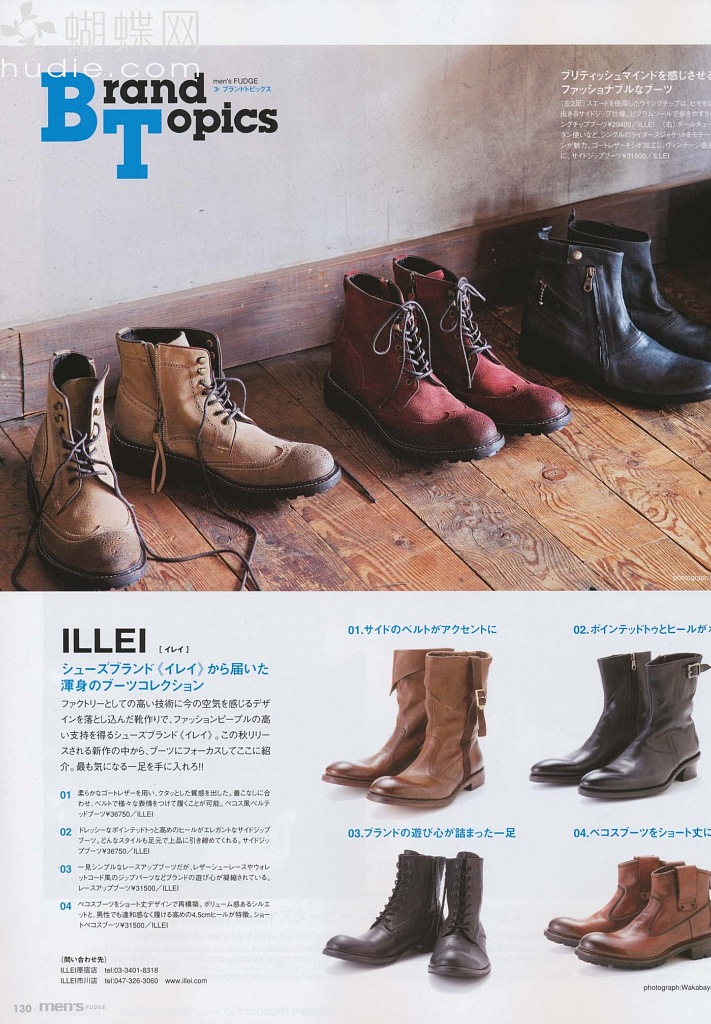 蝴蝶网
hudie.com
Brand Topics
men's FUDGE
≫ ブランドトピックス
ブリティッシュマインドを感じさせる
ファッショナブルなブーツ
(左2足)スエードを使用したウイングチップは、ヒモを
出きるサイドジップ仕様。ビブラムソールで歩きやす
ングチップブーツ¥29400/ILLEI (右)ボールチェー
タン使いなど、シングルのライダースジャケットをモチー
ンが魅力。ゴートレザーをシボ加工し、ヴィンテージ感
に。サイドジップブーツ¥31500/ILLEI
photograph
ILLEI [イレイ]
シューズブランド《イレイ》から届いた
渾身のブーツコレクション
ファクトリーとしての高い技術に今の空気を感じるデザ
インを落とし込んだ靴作りで、ファッションピープルの高
い支持を得るシューズブランド《イレイ》。この秋リリー
スされる新作の中から、ブーツにフォーカスしてここに紹
介。最も気になる一足を手に入れろ!!
01 柔らかなゴートレザーを用い、クタッとした質感を出した。着こなしに合
わせ、ベルトで様々な表情をつけて履くことが可能。ペコス風ベルテ
ッドブーツ¥36750/ILLEI
02 ドレッシーなポインテッドトゥと高めのヒールがエレガントなサイドジップ
ブーツ。どんなスタイルも足元で上品に引き締めてくれる。サイドジッ
プブーツ¥36750/ILLEI
03 一見シンプルなレースアップブーツだが、レザーシューレースやウォレ
ットコード風のジップパーツなどブランドの遊び心が凝縮されている。
レースアップブーツ¥31500/ILLEI
04 ペコスブーツをショート丈デザインで再構築。ボリューム感あるシルエ
ットと、男性でも違和感なく履ける高めの4.5cmヒールが特徴。ショー
トペコスブーツ¥31500/ILLEI
(問い合わせ先)
ILLEI原宿店 tel:03-3401-8318
ILLEI市川店 tel:047-326-3060 www.illei.com
01.サイドのベルトがアクセントに
02.ポインテッドトゥとヒールが
03.ブランドの遊び心が詰まった一足
04.ペコスブーツをショート丈に
photograph:Wakabaya
130 men's FUDGE